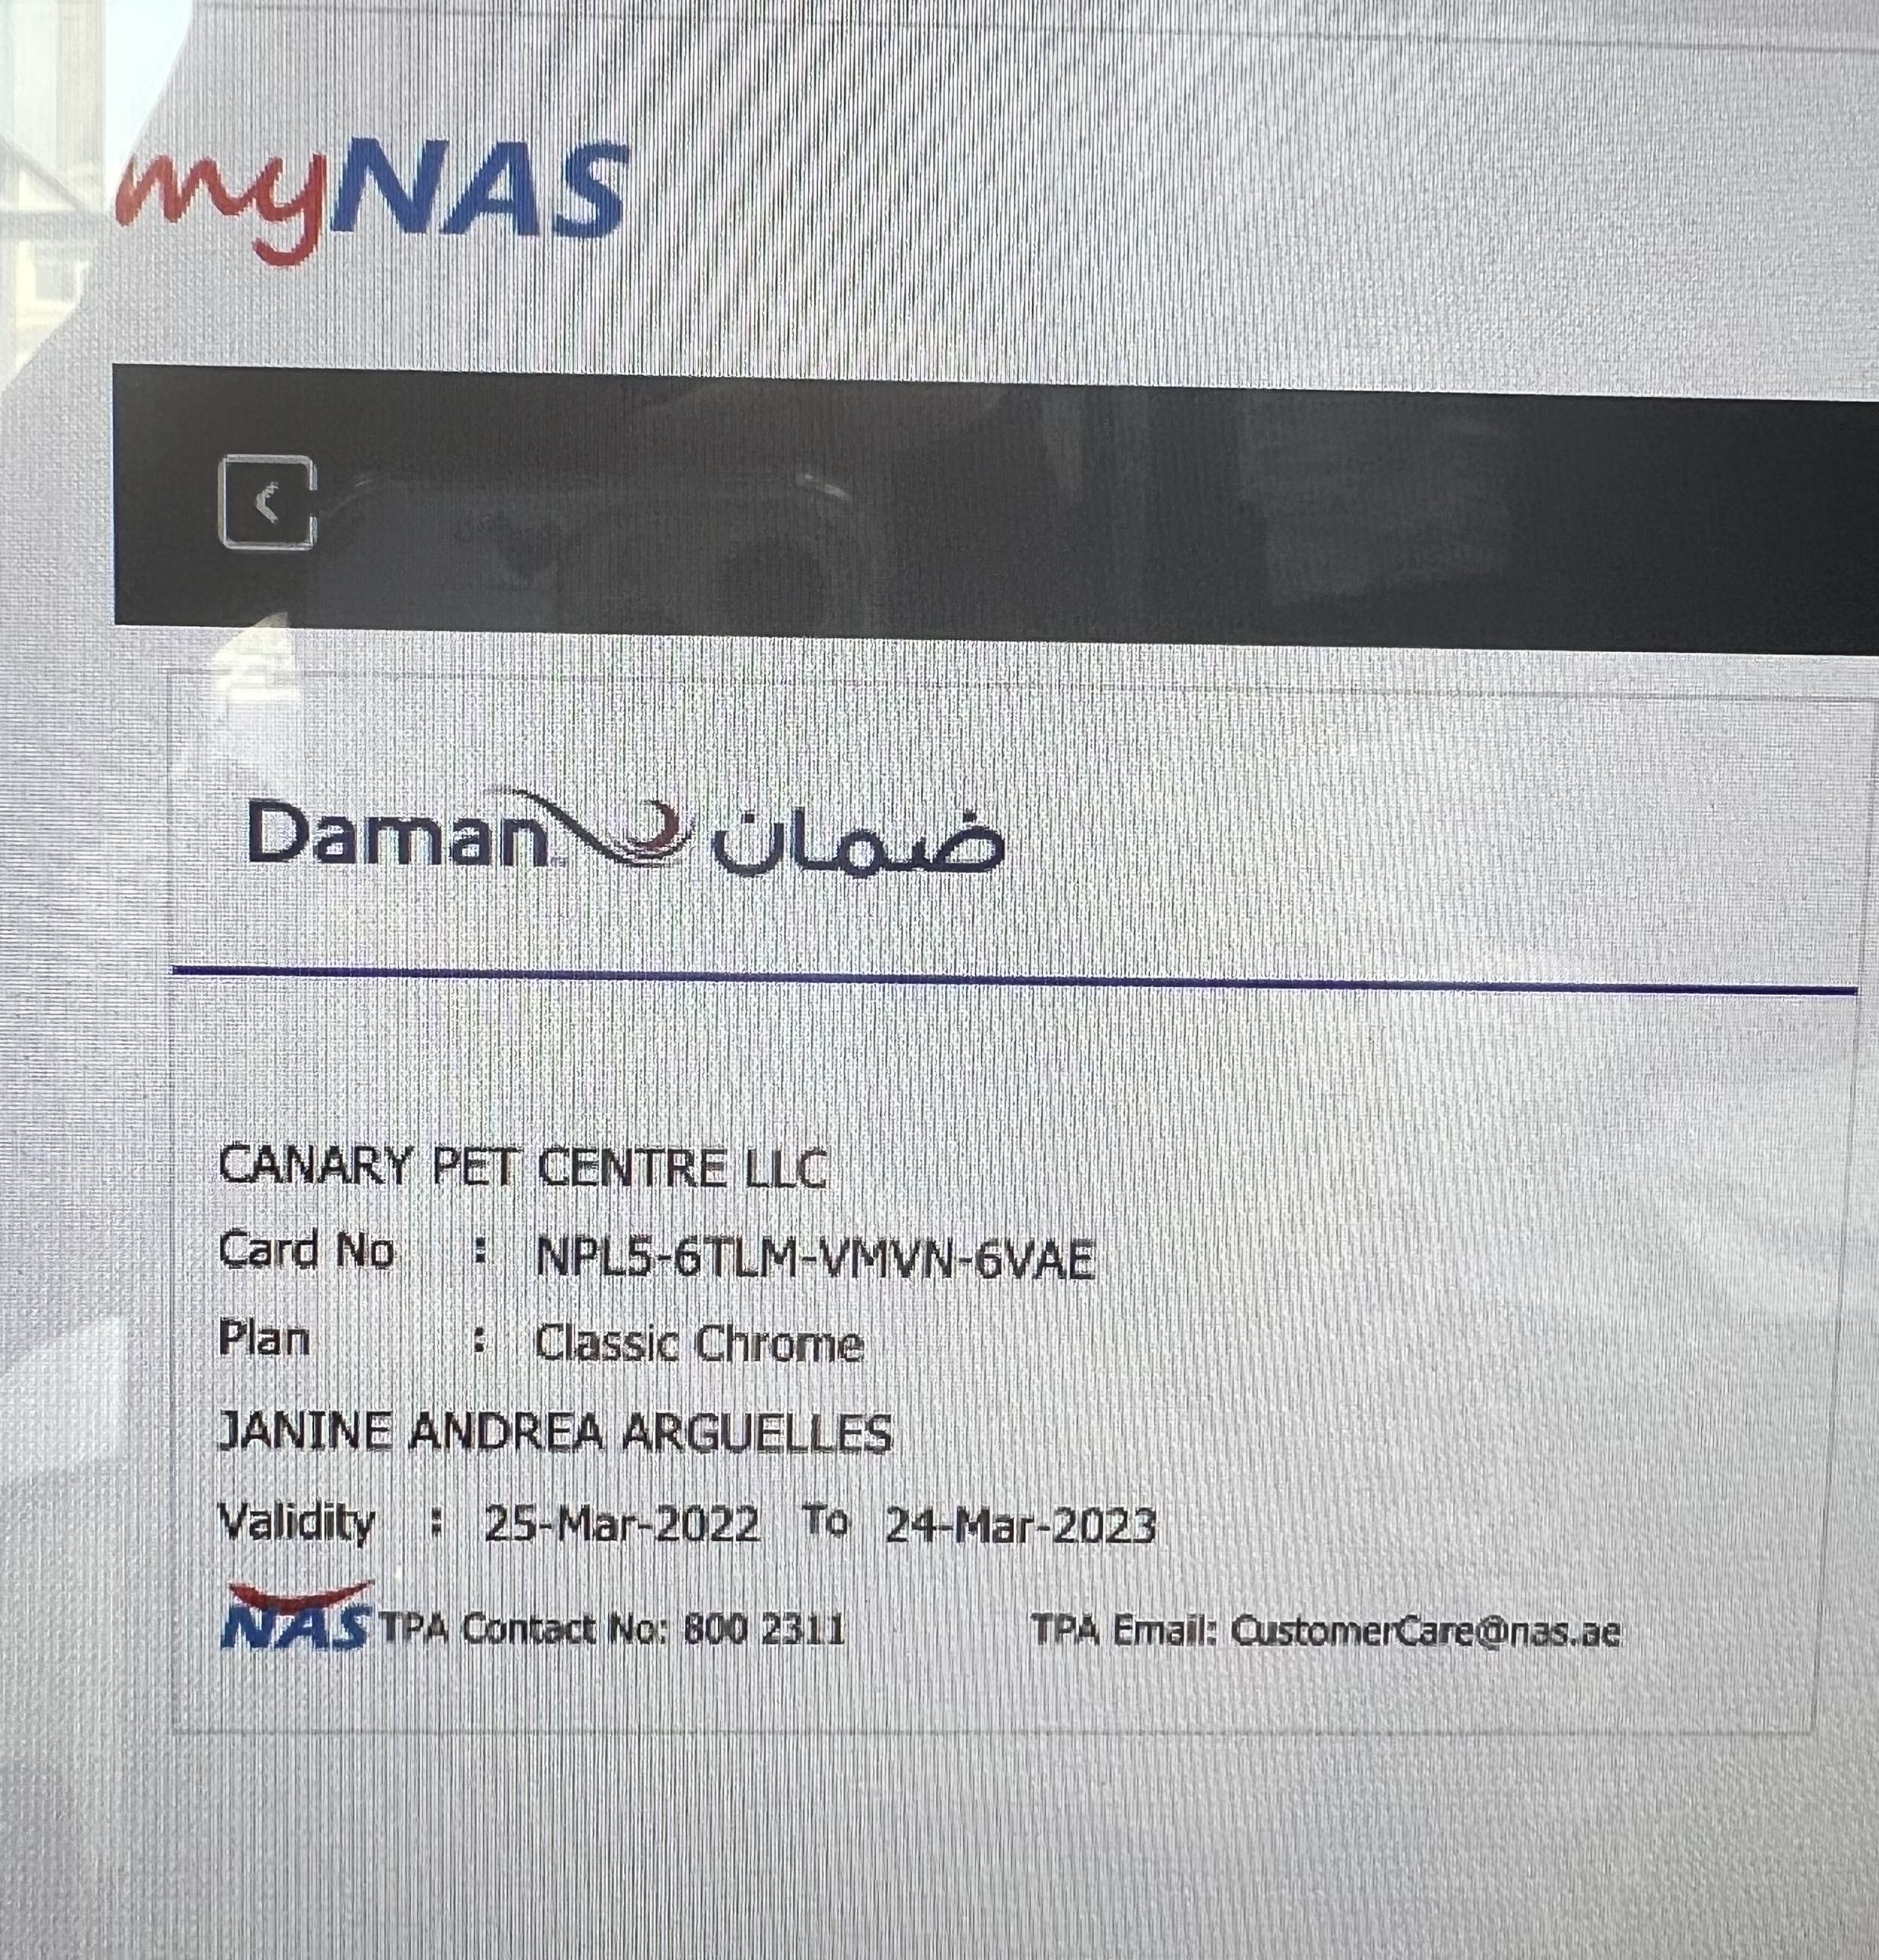 myNAS
Daman ضمان
CANARY PET CENTRE LLC
Card No : NPL5-6TLM-VMVN-6VAE
Plan : Classic Chrome
JANINE ANDREA ARGUELLES
Validity : 25-Mar-2022 To 24-Mar-2023
NAS TPA Contact No: 800 2311 TPA Email: CustomerCare@nas.ae